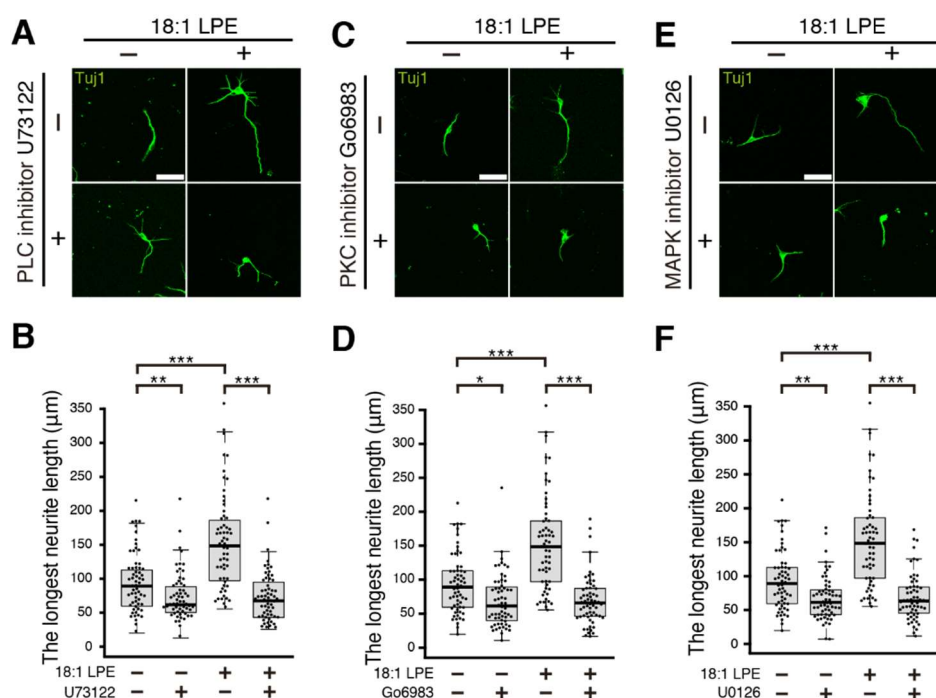 A
18:1 LPE
− +
PLC inhibitor U73122
−
+
Tuj1
C
18:1 LPE
− +
PKC inhibitor Go6983
−
+
Tuj1
E
18:1 LPE
− +
MAPK inhibitor U0126
−
+
Tuj1
B
The longest neurite length (μm)
***
** ***
350
300
250
200
150
100
50
0
18:1 LPE − − + +
U73122 − + − +
D
The longest neurite length (μm)
***
* ***
350
300
250
200
150
100
50
0
18:1 LPE − − + +
Go6983 − + − +
F
The longest neurite length (μm)
***
** ***
350
300
250
200
150
100
50
0
18:1 LPE − − + +
U0126 − + − +